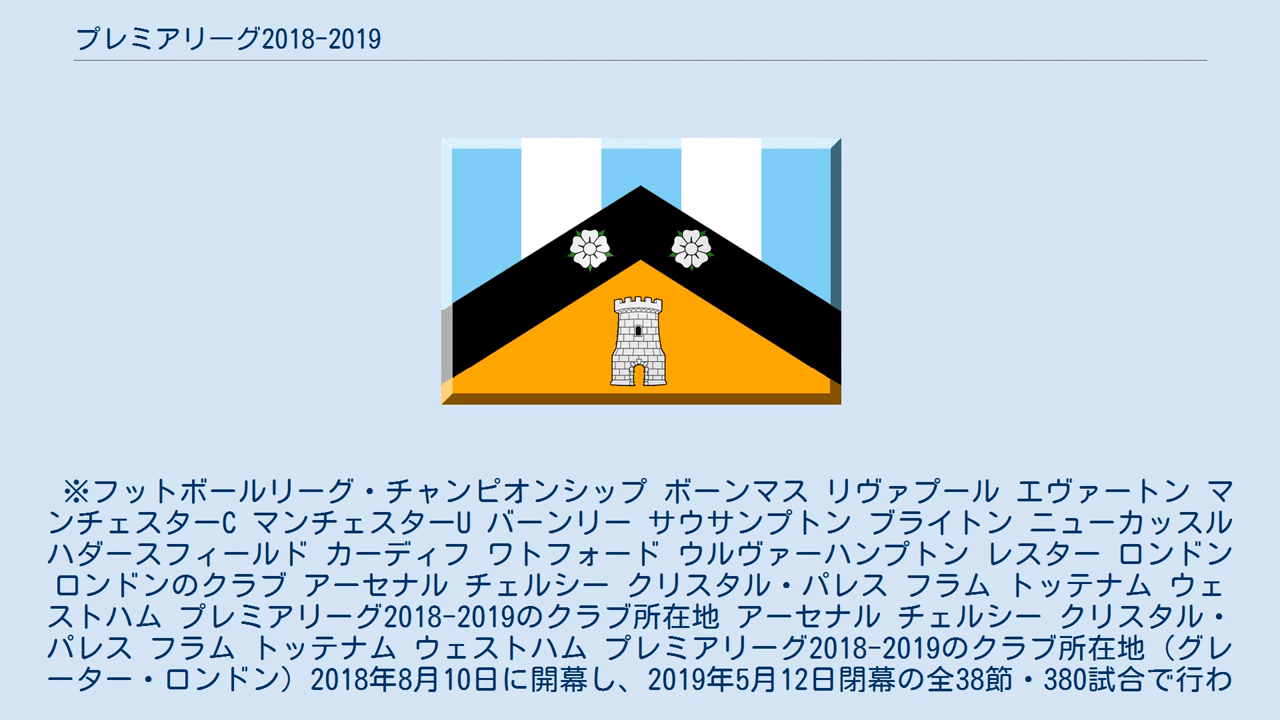 プレミアリーグ2018-2019
※フットボールリーグ・チャンピオンシップ ボーンマス リヴァプール エヴァートン マ
ンチェスターC マンチェスターU バーンリー サウサンプトン ブライトン ニューカッスル
ハダースフィールド カーディフ ワトフォード ウルヴァーハンプトン レスター ロンドン
ロンドンのクラブ アーセナル チェルシー クリスタル・パレス フラム トッテナム ウェ
ストハム プレミアリーグ2018-2019のクラブ所在地 アーセナル チェルシー クリスタル・
パレス フラム トッテナム ウェストハム プレミアリーグ2018-2019のクラブ所在地（グレ
ーター・ロンドン）2018年8月10日に開幕し、2019年5月12日閉幕の全38節・380試合で行わ